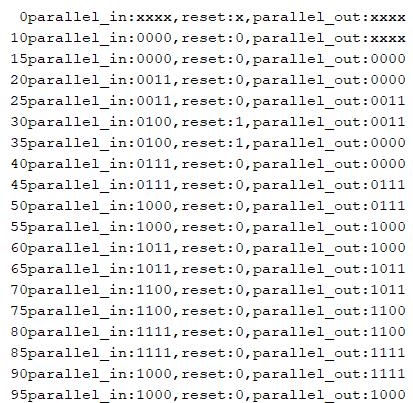 0parallel_in:xxxx,reset:x,parallel_out:xxxx
10parallel_in:0000,reset:0,parallel_out:xxxx
15parallel_in:0000,reset:0,parallel_out:0000
20parallel_in:0011,reset:0,parallel_out:0000
25parallel_in:0011,reset:0,parallel_out:0011
30parallel_in:0100,reset:1,parallel_out:0011
35parallel_in:0100,reset:1,parallel_out:0000
40parallel_in:0111,reset:0,parallel_out:0000
45parallel_in:0111,reset:0,parallel_out:0111
50parallel_in:1000,reset:0,parallel_out:0111
55parallel_in:1000,reset:0,parallel_out:1000
60parallel_in:1011,reset:0,parallel_out:1000
65parallel_in:1011,reset:0,parallel_out:1011
70parallel_in:1100,reset:0,parallel_out:1011
75parallel_in:1100,reset:0,parallel_out:1100
80parallel_in:1111,reset:0,parallel_out:1100
85parallel_in:1111,reset:0,parallel_out:1111
90parallel_in:1000,reset:0,parallel_out:1111
95parallel_in:1000,reset:0,parallel_out:1000